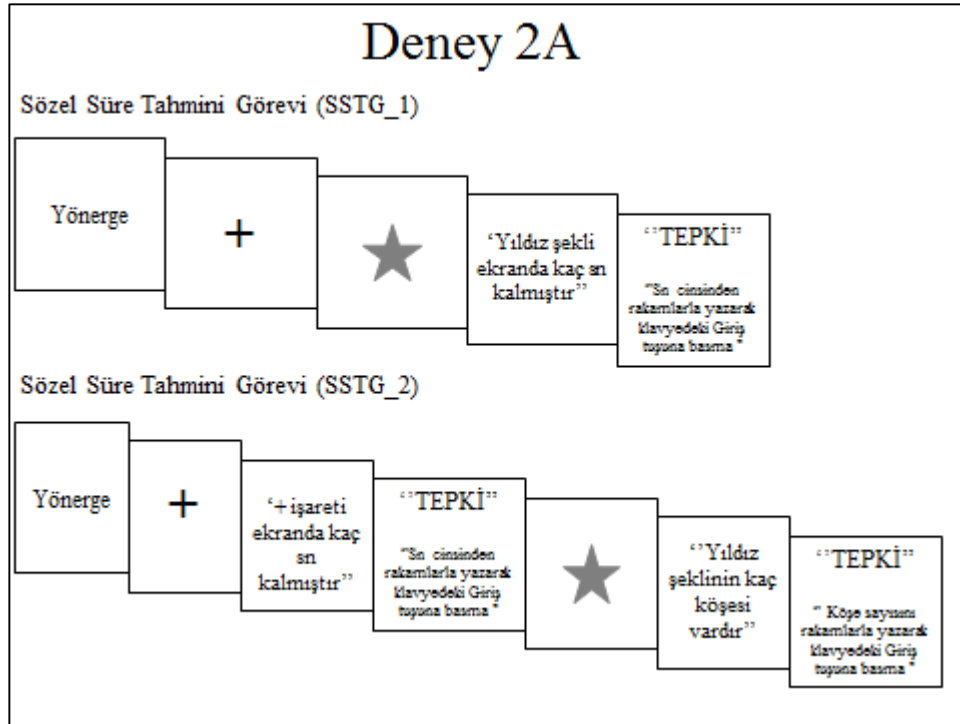 Deney 2A
Sözel Süre Tahmini Görevi (SSTG_1)
Yönerge
+
‘Yıldız şekli
ekranda kaç sn
kalmıştır’’
‘’TEPKİ’’
“Sn cinsinden
rakamlarla yazarak
klavyedeki Giriş
tuşuna basma “
Sözel Süre Tahmini Görevi (SSTG_2)
Yönerge
+
‘+ işareti
ekranda kaç
sn
kalmıştır’’
‘’TEPKİ’’
“Sn cinsinden
rakamlarla yazarak
klavyedeki Giriş
tuşuna basma “
‘’Yıldız
şeklinin kaç
köşesi
vardır’’
‘’TEPKİ’’
“ Köşe sayısını
rakamlarla yazarak
klavyedeki Giriş
tuşuna basma “